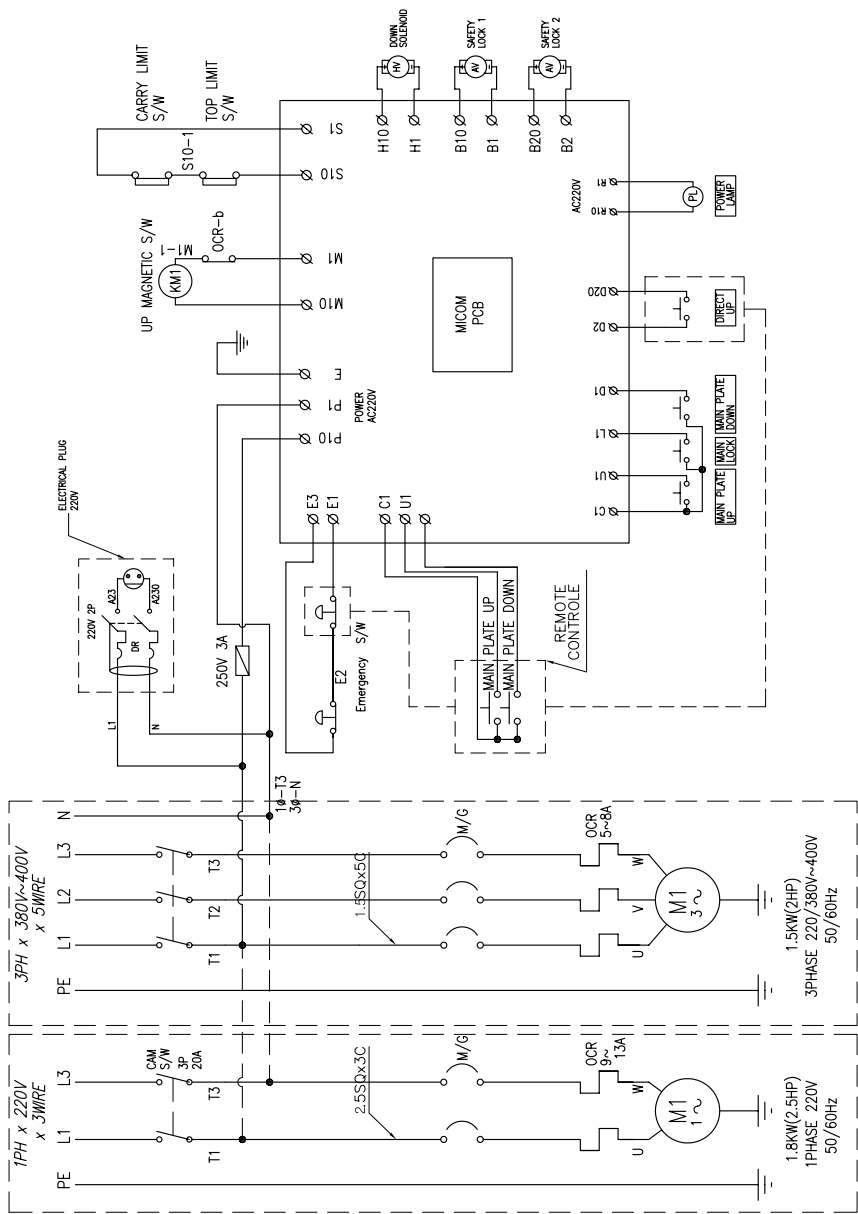 CARRY LIMIT
S/W
TOP LIMIT
S/W
S10-1
DOWN
SOLENOID
HV
SAFETY
LOCK 1
AV
SAFETY
LOCK 2
AV
S1
S10
H10
H1
B10
B1
B20
B2
UP MAGNETIC S/W
M1-1
KM1
OCR-b
M1
M10
E
P1
P10
POWER
AC220V
MICOM
PCB
AC220V
R1
R10
PL
POWER
LAMP
D20
D2
DIRECT
UP
D1
L1
U1
C1
MAIN PLATE
DOWN
MAIN
LOCK
MAIN PLATE
UP
E3
E1
C1
U1
ELECTRICAL PLUG
220V
220V 2P
A23
A230
DR
L1
N
250V 3A
E2
Emergency S/W
MAIN PLATE UP
MAIN PLATE DOWN
REMOTE
CONTROLE
1ø-T3
3ø-N
3PH x 380V~400V
x 5WIRE
PE
L1
L2
L3
N
T1
T2
T3
1.5SQx5C
M/G
OCR
5~8A
U
V
W
M1
3 ~
1.5KW(2HP)
3PHASE 220/380V~400V
50/60Hz
1PH x 220V
x 3WIRE
PE
L1
L3
CAM
S/W
3P
20A
T1
T3
2.5SQx3C
M/G
OCR
9~
13A
U
W
M1
1 ~
1.8KW(2.5HP)
1PHASE 220V
50/60Hz